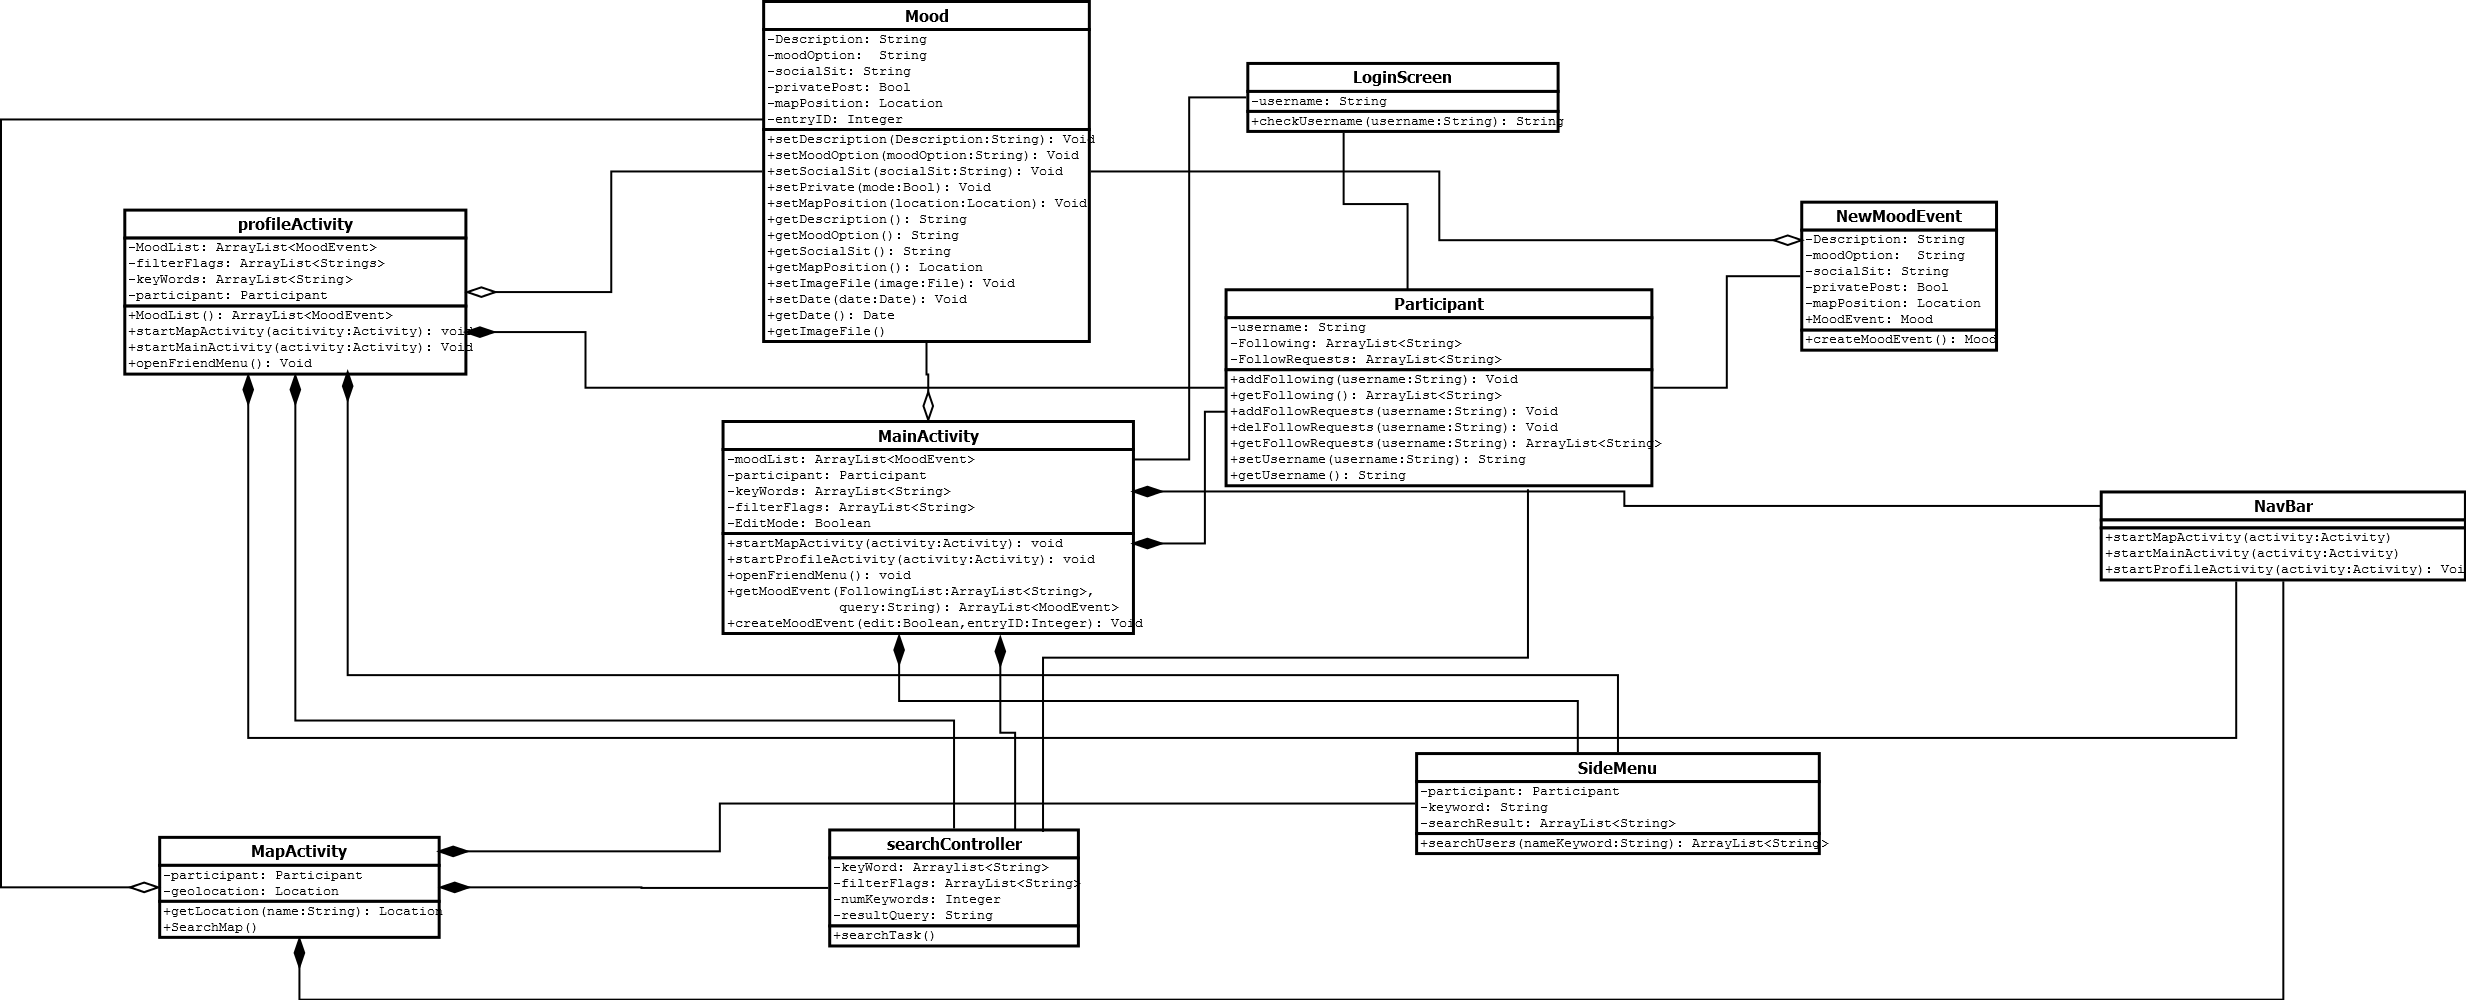 Mood
-Description: String
-moodOption:  String
-socialSit: String
-privatePost: Bool
-mapPosition: Location
-entryID: Integer
+setDescription(Description:String): Void
+setMoodOption(moodOption:String): Void
+setSocialSit(socialSit:String): Void
+setPrivate(mode:Bool): Void
+setMapPosition(location:Location): Void
+getDescription(): String
+getMoodOption(): String
+getSocialSit(): String
+getMapPosition(): Location
+setImageFile(image:File): Void
+setDate(date:Date): Void
+getDate(): Date
+getImageFile()
LoginScreen
-username: String
+checkUsername(username:String): String
profileActivity
-MoodList: ArrayList<MoodEvent>
-filterFlags: ArrayList<Strings>
-keyWords: ArrayList<String>
-participant: Participant
+MoodList(): ArrayList<MoodEvent>
+startMapActivity(acitivity:Activity): void
+startMainActivity(activity:Activity): Void
+openFriendMenu(): Void
NewMoodEvent
-Description: String
-moodOption:  String
-socialSit: String
-privatePost: Bool
-mapPosition: Location
+MoodEvent: Mood
+createMoodEvent(): Mood
Participant
-username: String
-Following: ArrayList<String>
-FollowRequests: ArrayList<String>
+addFollowing(username:String): Void
+getFollowing(): ArrayList<String>
+addFollowRequests(username:String): Void
+delFollowRequests(username:String): Void
+getFollowRequests(username:String): ArrayList<String>
+setUsername(username:String): String
+getUsername(): String
MainActivity
-moodList: ArrayList<MoodEvent>
-participant: Participant
-keyWords: ArrayList<String>
-filterFlags: ArrayList<String>
-EditMode: Boolean
+startMapActivity(activity:Activity): void
+startProfileActivity(activity:Activity): void
+openFriendMenu(): void
+getMoodEvent(FollowingList:ArrayList<String>,
query:String): ArrayList<MoodEvent>
+createMoodEvent(edit:Boolean,entryID:Integer): Void
NavBar
+startMapActivity(activity:Activity)
+startMainActivity(activity:Activity)
+startProfileActivity(activity:Activity): Voi
SideMenu
-participant: Participant
-keyword: String
-searchResult: ArrayList<String>
+searchUsers(nameKeyword:String): ArrayList<String>
MapActivity
-participant: Participant
-geolocation: Location
+getLocation(name:String): Location
+SearchMap()
searchController
-keyWord: Arraylist<String>
-filterFlags: ArrayList<String>
-numKeywords: Integer
-resultQuery: String
+searchTask()